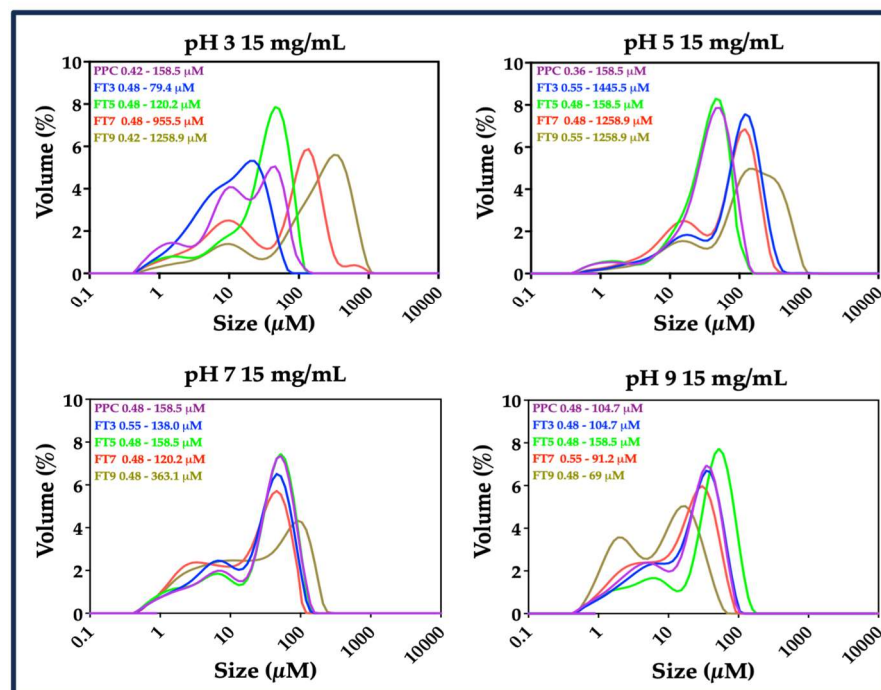 pH 3 15 mg/mL
PPC 0.42 - 158.5 μM
FT3 0.48 - 79.4 μM
FT5 0.48 - 120.2 μM
FT7 0.48 - 955.5 μM
FT9 0.42 - 1258.9 μM
Volume (%)
10
8
6
4
2
0
0.1
1
10
100
1000
10000
Size (μM)
pH 5 15 mg/mL
PPC 0.36 - 158.5 μM
FT3 0.55 - 1445.5 μM
FT5 0.48 - 158.5 μM
FT7 0.48 - 1258.9 μM
FT9 0.55 - 1258.9 μM
Volume (%)
10
8
6
4
2
0
0.1
1
10
100
1000
10000
Size (μM)
pH 7 15 mg/mL
PPC 0.48 - 158.5 μM
FT3 0.55 - 138.0 μM
FT5 0.48 - 158.5 μM
FT7 0.48 - 120.2 μM
FT9 0.48 - 363.1 μM
Volume (%)
10
8
6
4
2
0
0.1
1
10
100
1000
10000
Size (μM)
pH 9 15 mg/mL
PPC 0.48 - 104.7 μM
FT3 0.48 - 104.7 μM
FT5 0.48 - 158.5 μM
FT7 0.55 - 91.2 μM
FT9 0.48 - 69 μM
Volume (%)
10
8
6
4
2
0
0.1
1
10
100
1000
10000
Size (μM)